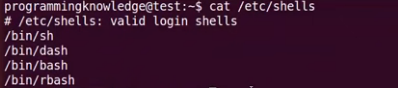 programmingknowledge@test:~$ cat /etc/shells
# /etc/shells: valid login shells
/bin/sh
/bin/dash
/bin/bash
/bin/rbash